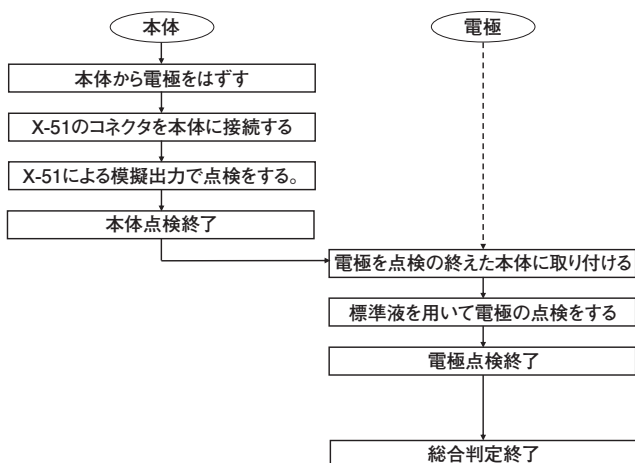 本体
電極
本体から電極をはずす
X-51のコネクタを本体に接続する
X-51による模擬出力で点検をする。
本体点検終了
電極を点検の終えた本体に取り付ける
標準液を用いて電極の点検をする
電極点検終了
総合判定終了